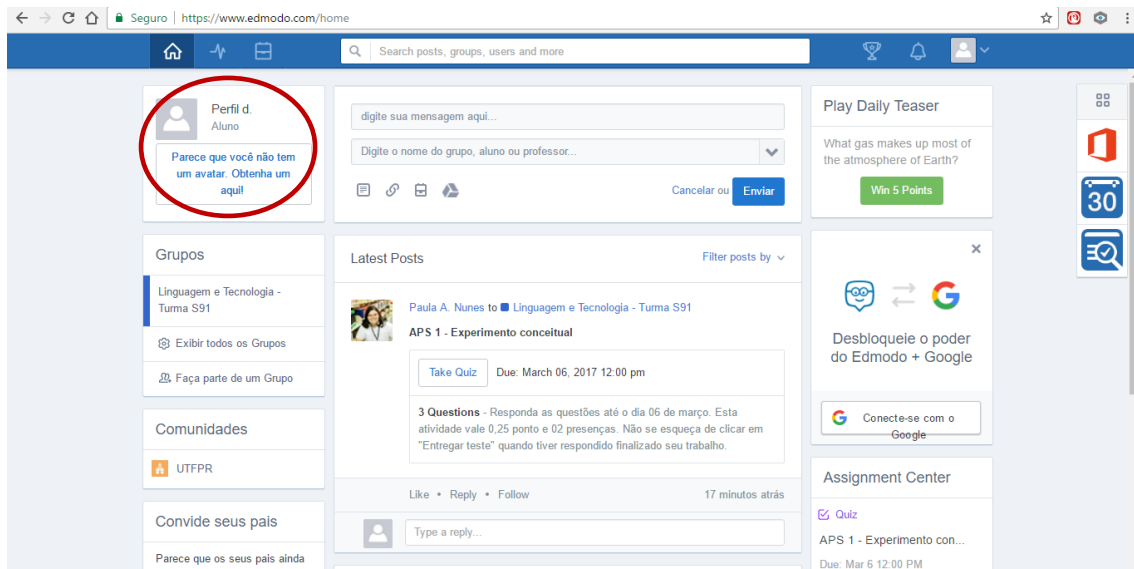 Seguro | https://www.edmodo.com/home
Search posts, groups, users and more
Perfil d.
Aluno
Parece que você não tem
um avatar. Obtenha um
aqui!
Grupos
Linguagem e Tecnologia -
Turma S91
Exibir todos os Grupos
Faça parte de um Grupo
Comunidades
UTFPR
Convide seus pais
Parece que os seus pais ainda
digite sua mensagem aqui...
Digite o nome do grupo, aluno ou professor...
Cancelar ou Enviar
Latest Posts
Filter posts by
Paula A. Nunes to Linguagem e Tecnologia - Turma S91
APS 1 - Experimento conceitual
Take Quiz Due: March 06, 2017 12:00 pm
3 Questions - Responda as questões até o dia 06 de março. Esta
atividade vale 0,25 ponto e 02 presenças. Não se esqueça de clicar em
"Entregar teste" quando tiver respondido finalizado seu trabalho.
Like • Reply • Follow
17 minutos atrás
Type a reply...
Play Daily Teaser
What gas makes up most of
the atmosphere of Earth?
Win 5 Points
Desbloqueie o poder
do Edmodo + Google
Conecte-se com o
Google
Assignment Center
Quiz
APS 1 - Experimento con...
Due: Mar 6 12:00 PM
30